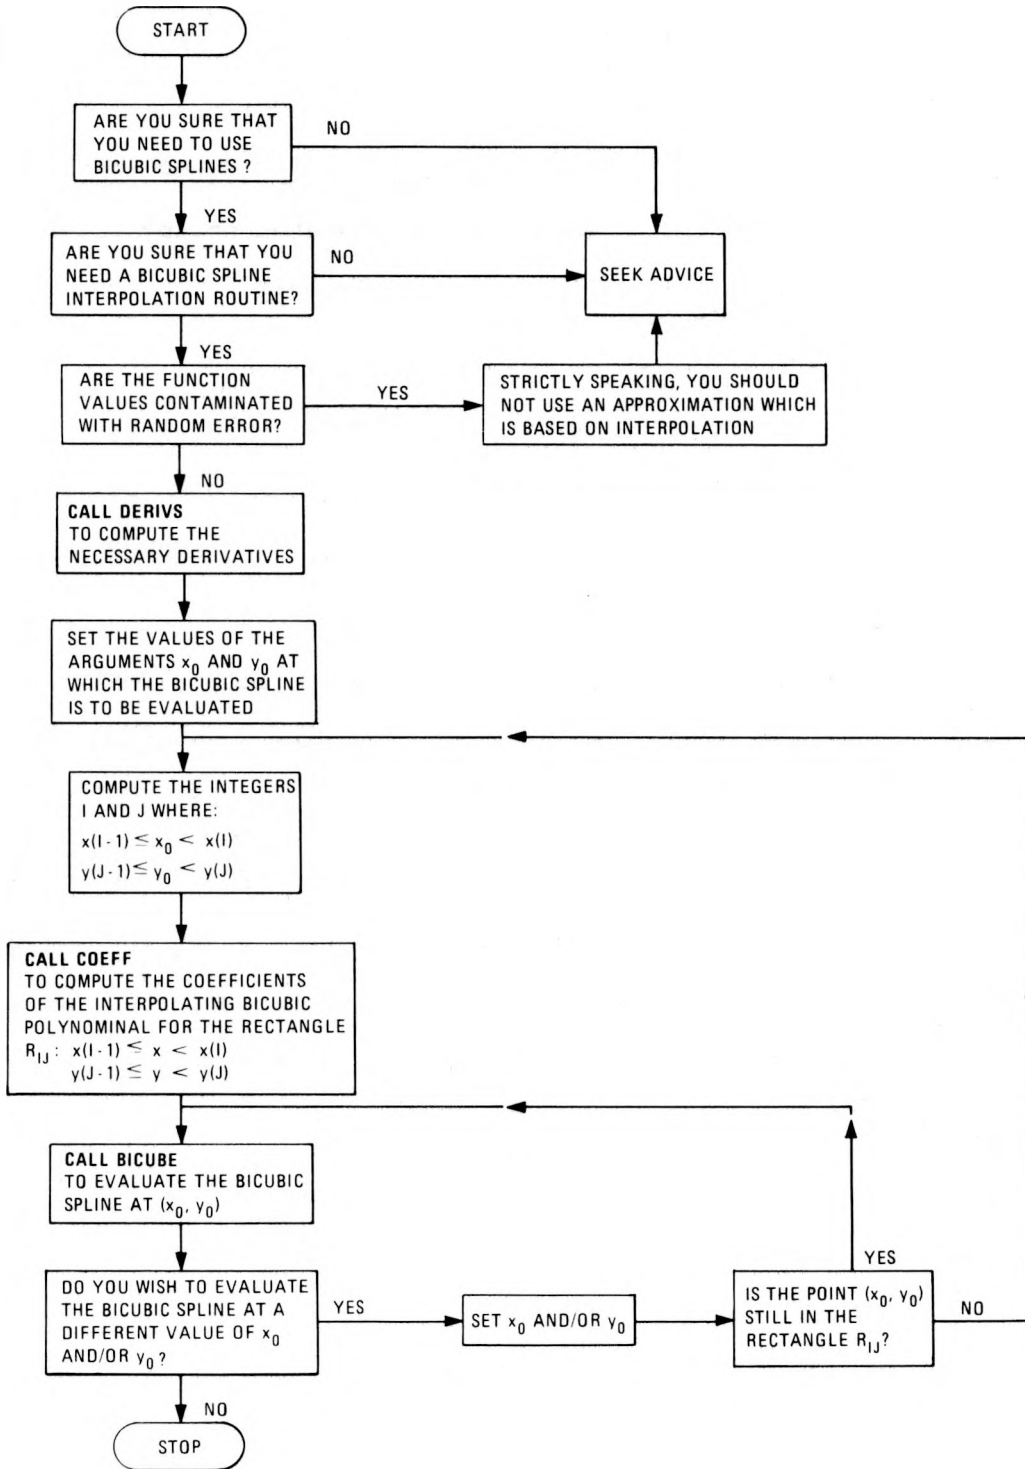 START
ARE YOU SURE THAT
YOU NEED TO USE
BICUBIC SPLINES ?
NO
YES
ARE YOU SURE THAT YOU
NEED A BICUBIC SPLINE
INTERPOLATION ROUTINE?
NO
SEEK ADVICE
YES
ARE THE FUNCTION
VALUES CONTAMINATED
WITH RANDOM ERROR?
YES
STRICTLY SPEAKING, YOU SHOULD
NOT USE AN APPROXIMATION WHICH
IS BASED ON INTERPOLATION
NO
CALL DERIVS
TO COMPUTE THE
NECESSARY DERIVATIVES
SET THE VALUES OF THE
ARGUMENTS x₀ AND y₀ AT
WHICH THE BICUBIC SPLINE
IS TO BE EVALUATED
COMPUTE THE INTEGERS
I AND J WHERE:
x(I-1) ≤ x₀ < x(I)
y(J-1) ≤ y₀ < y(J)
CALL COEFF
TO COMPUTE THE COEFFICIENTS
OF THE INTERPOLATING BICUBIC
POLYNOMINAL FOR THE RECTANGLE
R_IJ: x(I-1) ≤ x < x(I)
y(J-1) ≤ y < y(J)
CALL BICUBE
TO EVALUATE THE BICUBIC
SPLINE AT (x₀, y₀)
DO YOU WISH TO EVALUATE
THE BICUBIC SPLINE AT A
DIFFERENT VALUE OF x₀
AND/OR y₀?
YES
SET x₀ AND/OR y₀
YES
IS THE POINT (x₀, y₀)
STILL IN THE
RECTANGLE R_IJ?
NO
NO
STOP